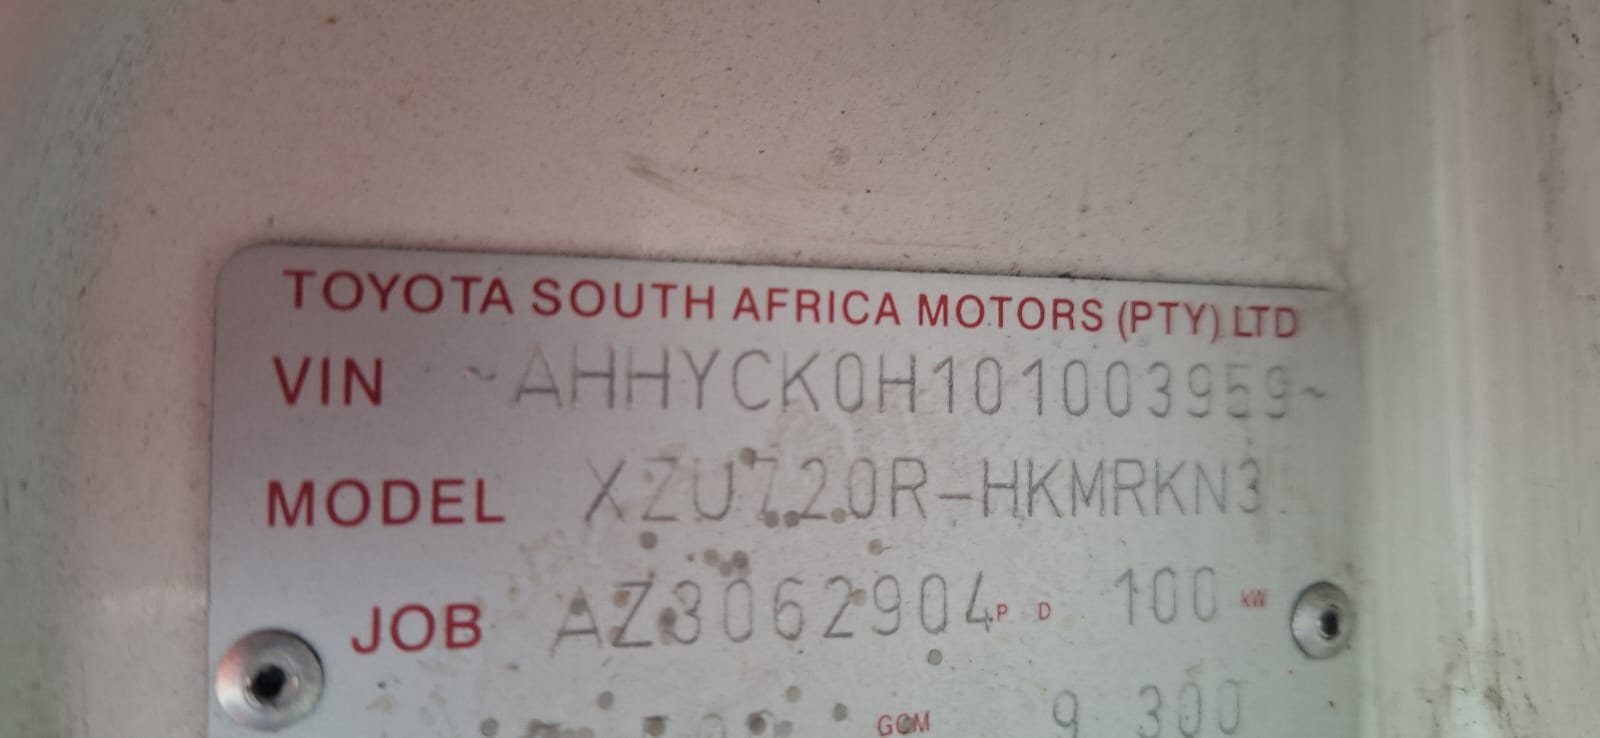 TOYOTA SOUTH AFRICA MOTORS (PTY) LTD
VIN ~AHHYCK0H101003959~
MODEL XZU720R-HKMRKN3
JOB AZ3062904 P D 100 kW
GCM 9 300